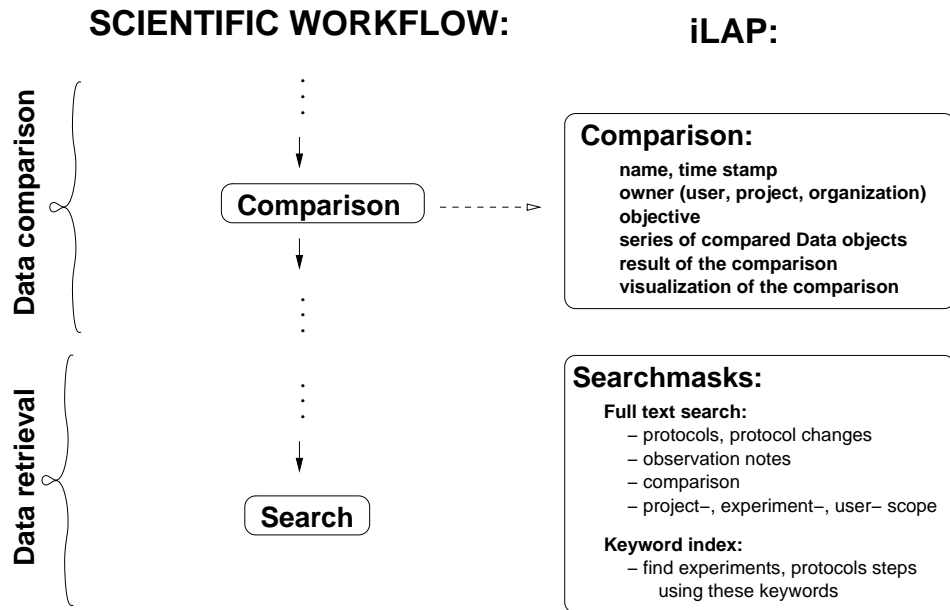 SCIENTIFIC WORKFLOW:
iLAP:
Data comparison
Comparison
Comparison:
name, time stamp
owner (user, project, organization)
objective
series of compared Data objects
result of the comparison
visualization of the comparison
Data retrieval
Search
Searchmasks:
Full text search:
– protocols, protocol changes
– observation notes
– comparison
– project–, experiment–, user– scope
Keyword index:
– find experiments, protocols steps
using these keywords